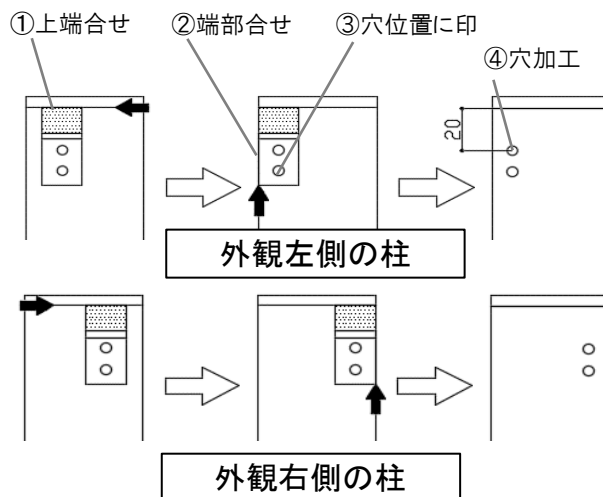 ①上端合せ
②端部合せ
③穴位置に印
④穴加工
20
外観左側の柱
外観右側の柱